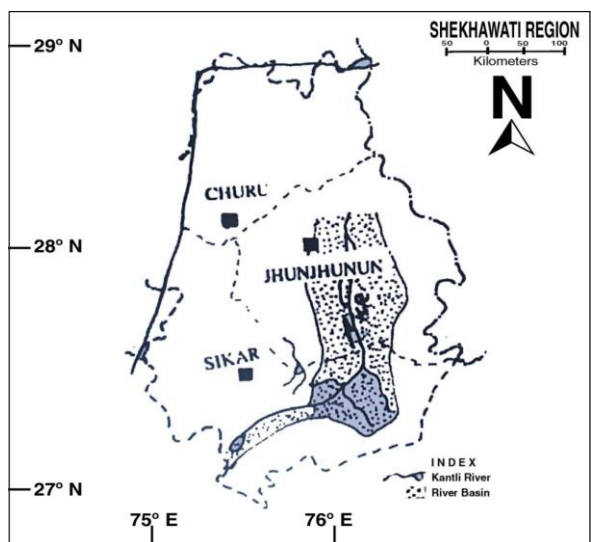 SHEKHAWATI REGION
50 0 50 100
Kilometers
N
29° N
CHURU
28° N
JHUNJHUNUN
SIKAR
INDEX
Kantli River
River Basin
27° N
75° E 76° E